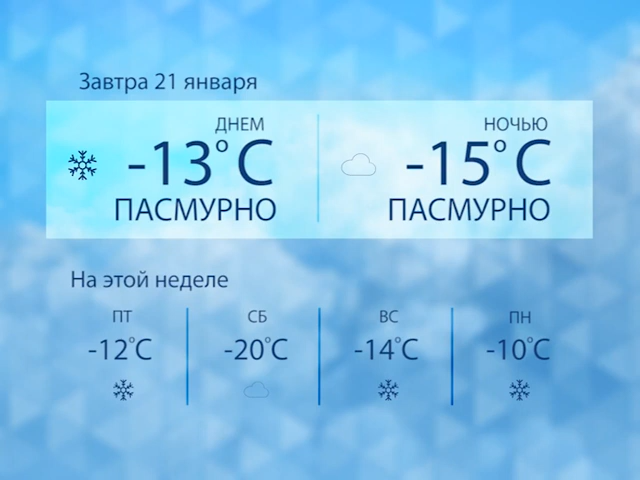 Завтра 21 января
ДНЕМ НОЧЬЮ
-13°C -15°C
ПАСМУРНО ПАСМУРНО
На этой неделе
ПТ СБ ВС ПН
-12°C -20°C -14°C -10°C